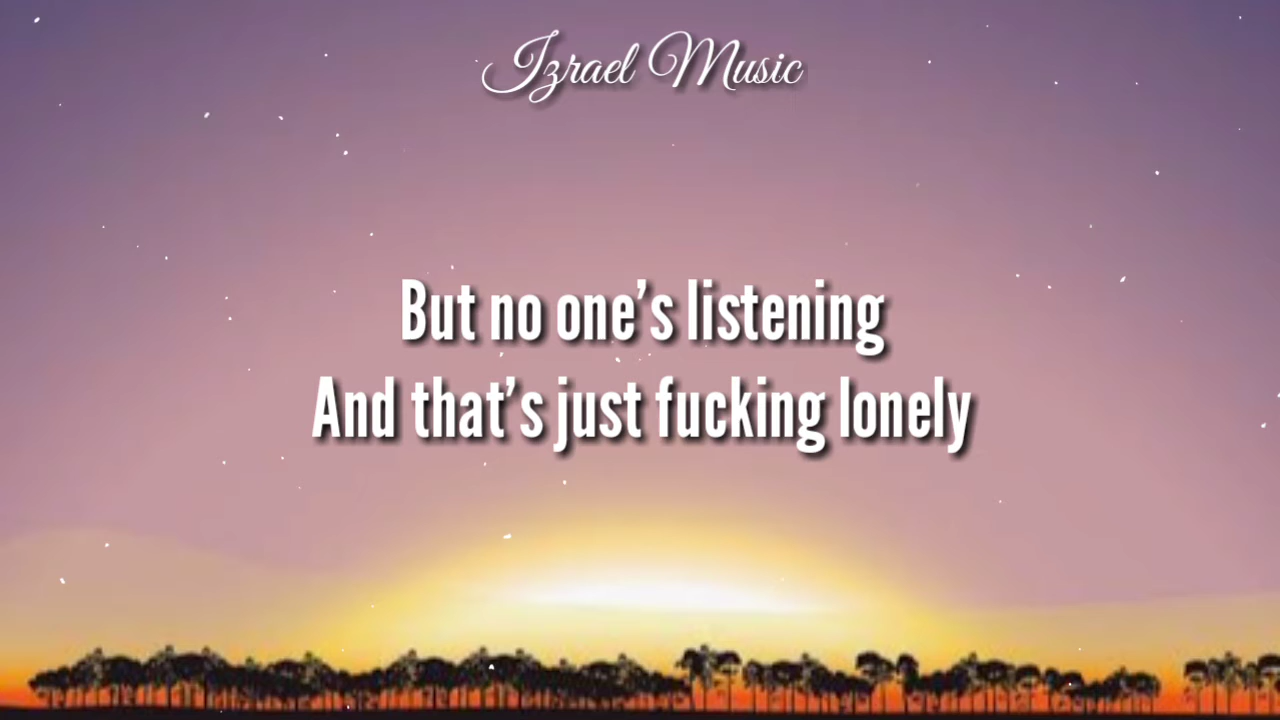 Izrael Music
But no one’s listening
And that’s just fucking lonely